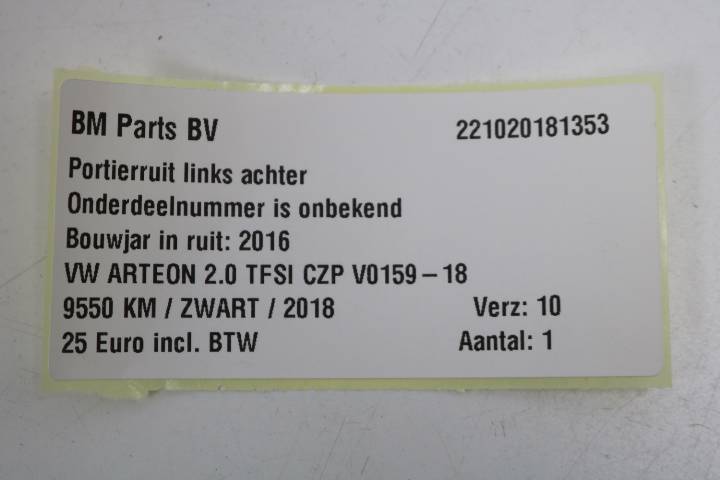 BM Parts BV 221020181353
Portierruit links achter
Onderdeelnummer is onbekend
Bouwjar in ruit: 2016
VW ARTEON 2.0 TFSI CZP V0159-18
9550 KM / ZWART / 2018 Verz: 10
25 Euro incl. BTW Aantal: 1